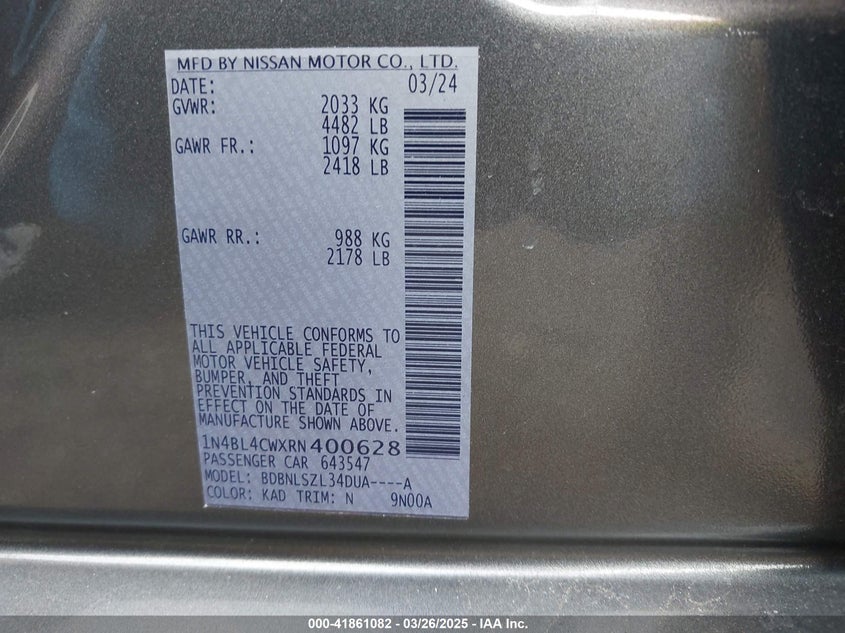 MFD BY NISSAN MOTOR CO., LTD.
DATE: 03/24
GVWR: 2033 KG
4482 LB
GAWR FR.: 1097 KG
2418 LB
GAWR RR.: 988 KG
2178 LB
THIS VEHICLE CONFORMS TO
ALL APPLICABLE FEDERAL
MOTOR VEHICLE SAFETY,
BUMPER, AND THEFT
PREVENTION STANDARDS IN
EFFECT ON THE DATE OF
MANUFACTURE SHOWN ABOVE.
1N4BL4CWXRN400628
PASSENGER CAR 643547
MODEL: BDBNLSZL34DUA----A
COLOR: KAD TRIM: N 9N00A
000-41861082 - 03/26/2025 - IAA Inc.